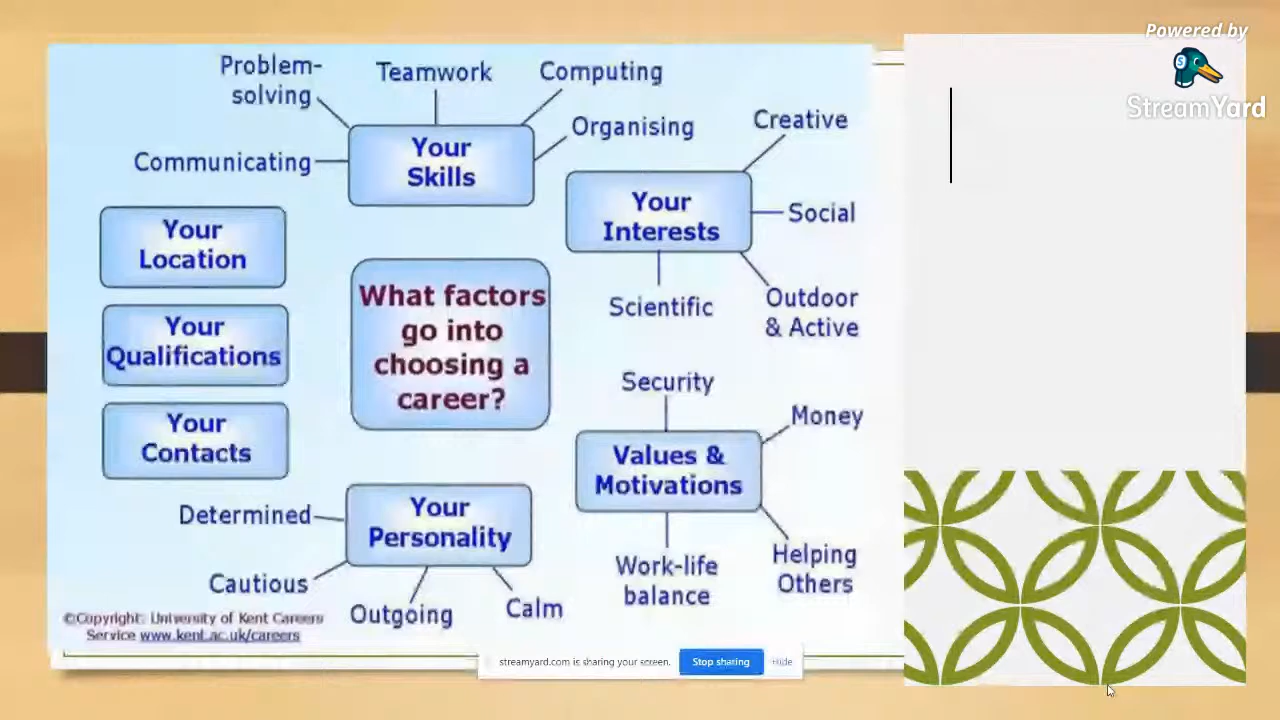 Powered by
StreamYard
Problem-
solving
Teamwork
Computing
Communicating
Your
Skills
Organising
Creative
Your
Interests
Social
Scientific
Outdoor
& Active
Your
Location
Your
Qualifications
Your
Contacts
What factors
go into
choosing a
career?
Security
Money
Values &
Motivations
Work-life
balance
Helping
Others
Determined
Your
Personality
Cautious
Outgoing
Calm
©Copyright: University of Kent Careers
Service www.kent.ac.uk/careers
streamyard.com is sharing your screen.
Stop sharing
Hide